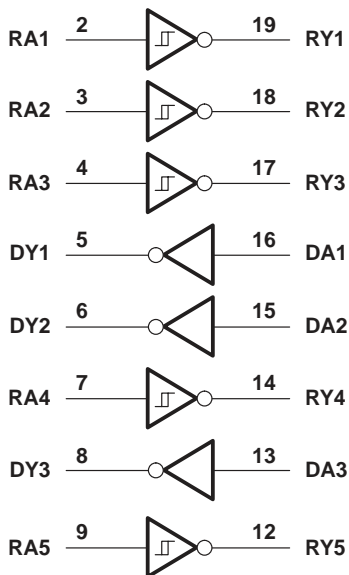 RA1 2 19 RY1
RA2 3 18 RY2
RA3 4 17 RY3
DY1 5 16 DA1
DY2 6 15 DA2
RA4 7 14 RY4
DY3 8 13 DA3
RA5 9 12 RY5